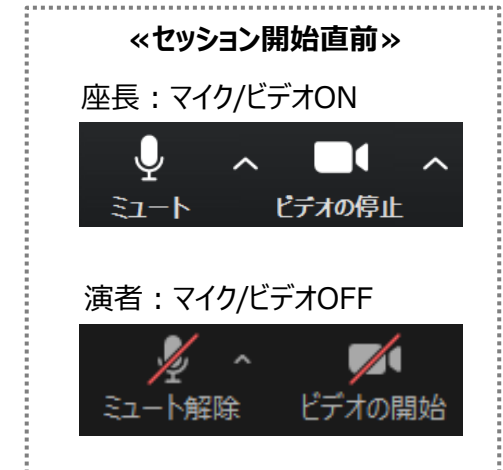 ≪セッション開始直前≫
座長：マイク/ビデオON
ミュート ビデオの停止
演者：マイク/ビデオOFF
ミュート解除 ビデオの開始